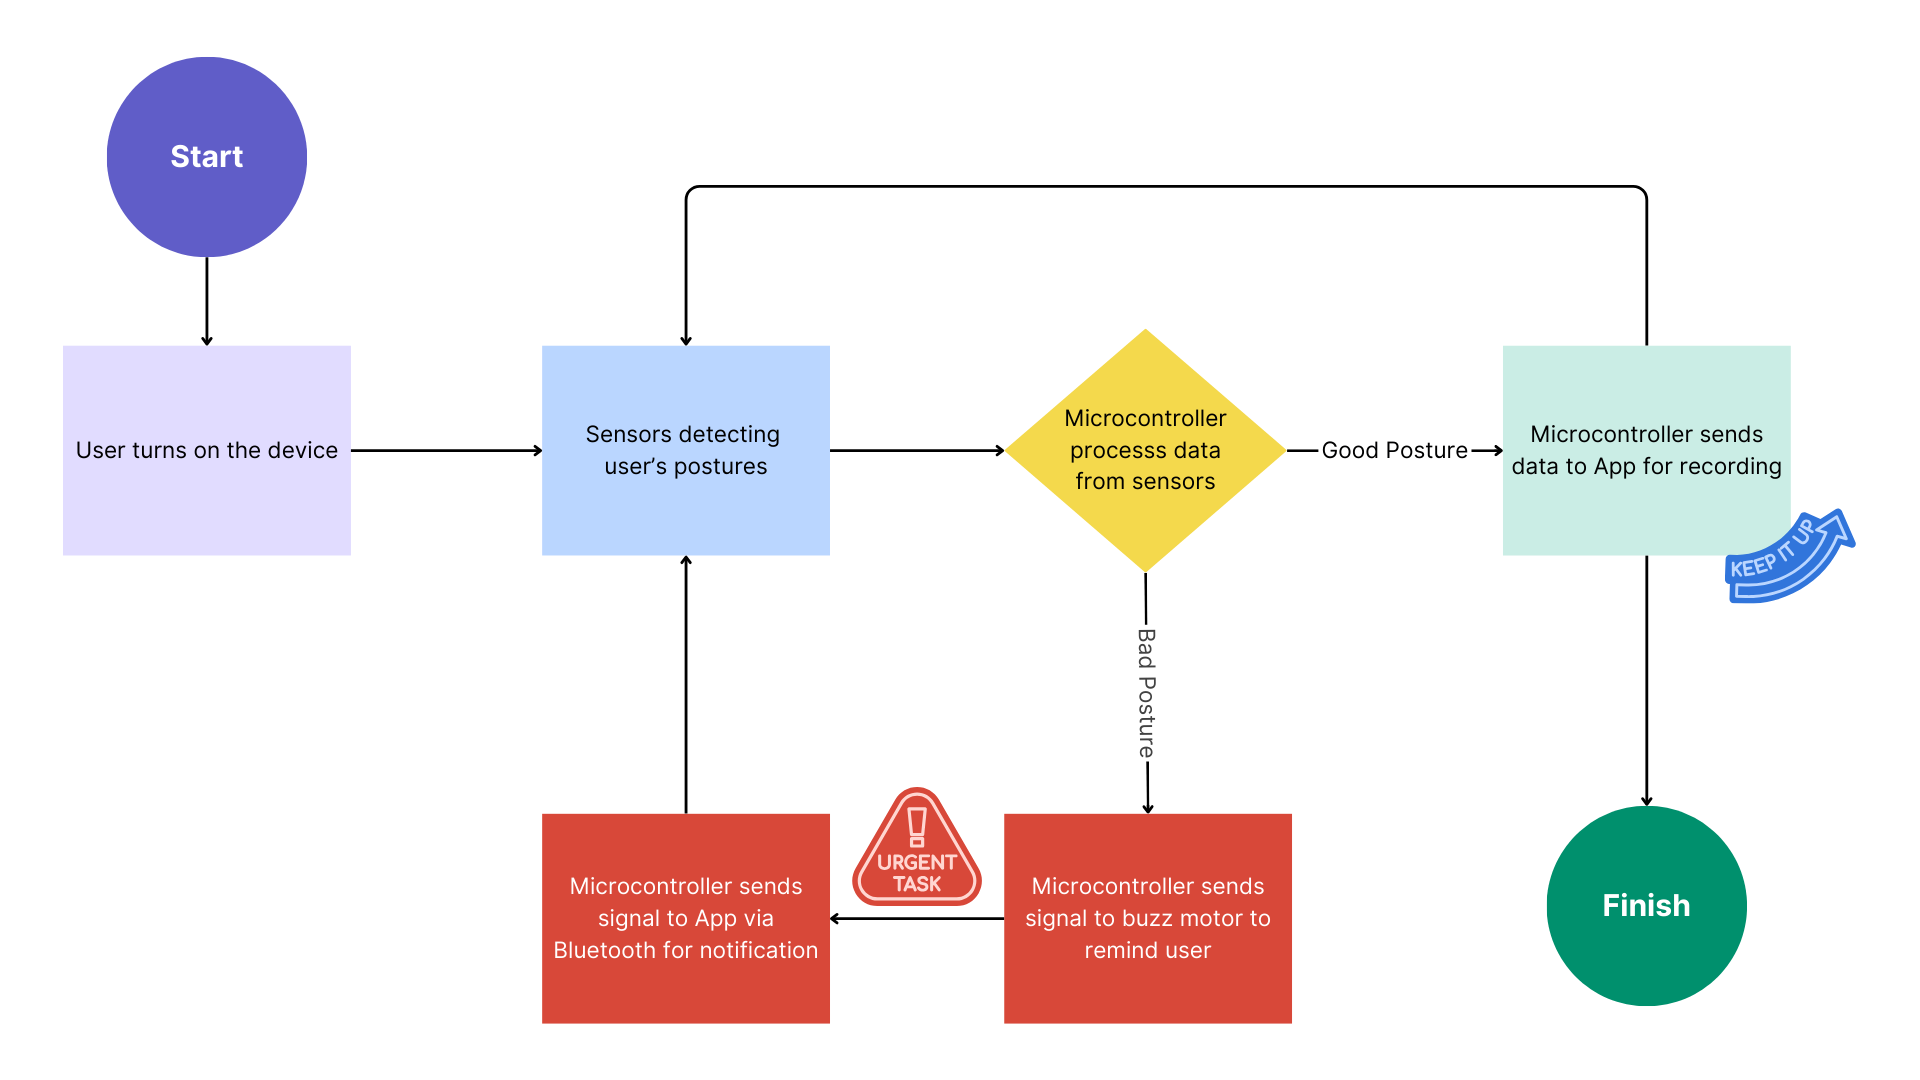 Start
User turns on the device
Sensors detecting
user's postures
Microcontroller
processs data
from sensors
Good Posture
Microcontroller sends
data to App for recording
KEEP IT UP
Bad Posture
Microcontroller sends
signal to App via
Bluetooth for notification
!
URGENT
TASK
Microcontroller sends
signal to buzz motor to
remind user
Finish